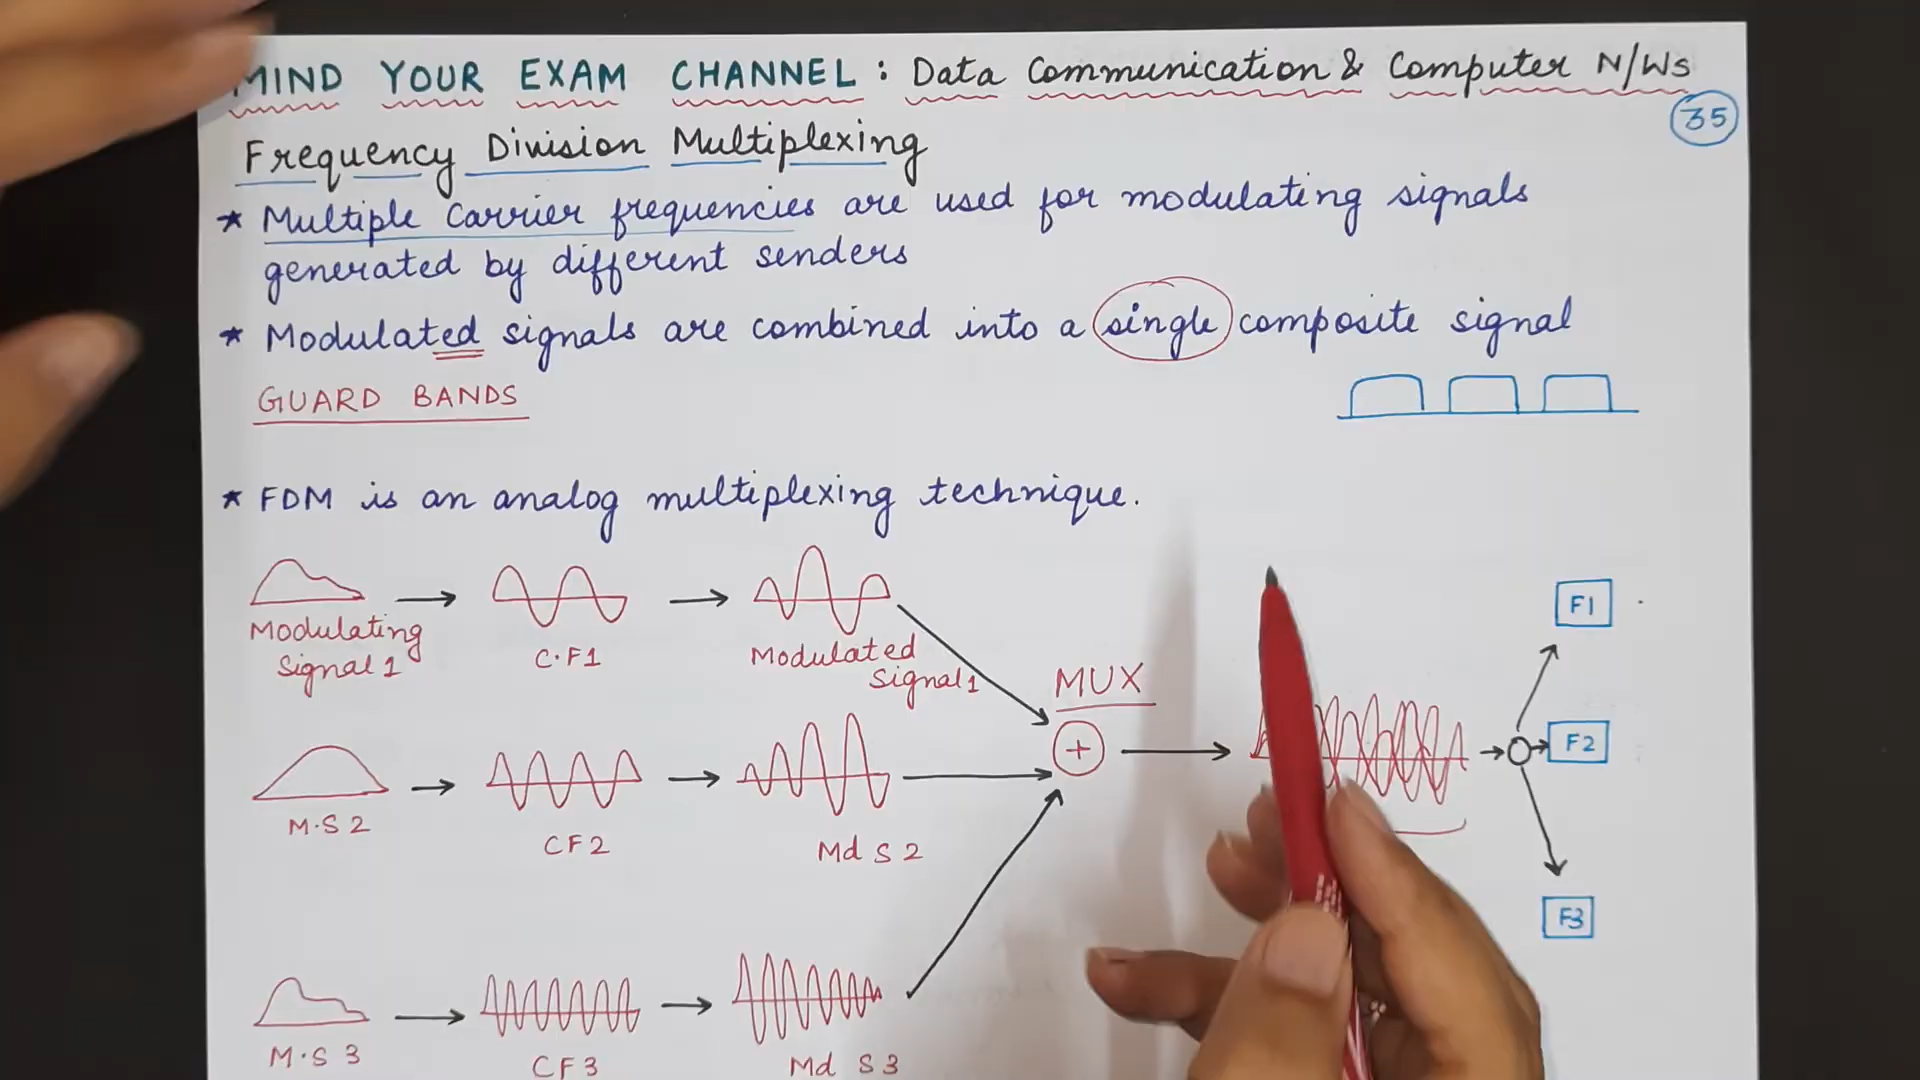 MIND YOUR EXAM CHANNEL : Data Communication & Computer N/Ws
35
Frequency Division Multiplexing
* Multiple Carrier frequencies are used for modulating signals
generated by different senders
* Modulated signals are combined into a single composite signal
GUARD BANDS
* FDM is an analog multiplexing technique.
Modulating
Signal 1
C.F1
Modulated
Signal 1
MUX
+
F1
F2
F3
M.S 2
CF2
Md S 2
M.S 3
CF3
Md S3